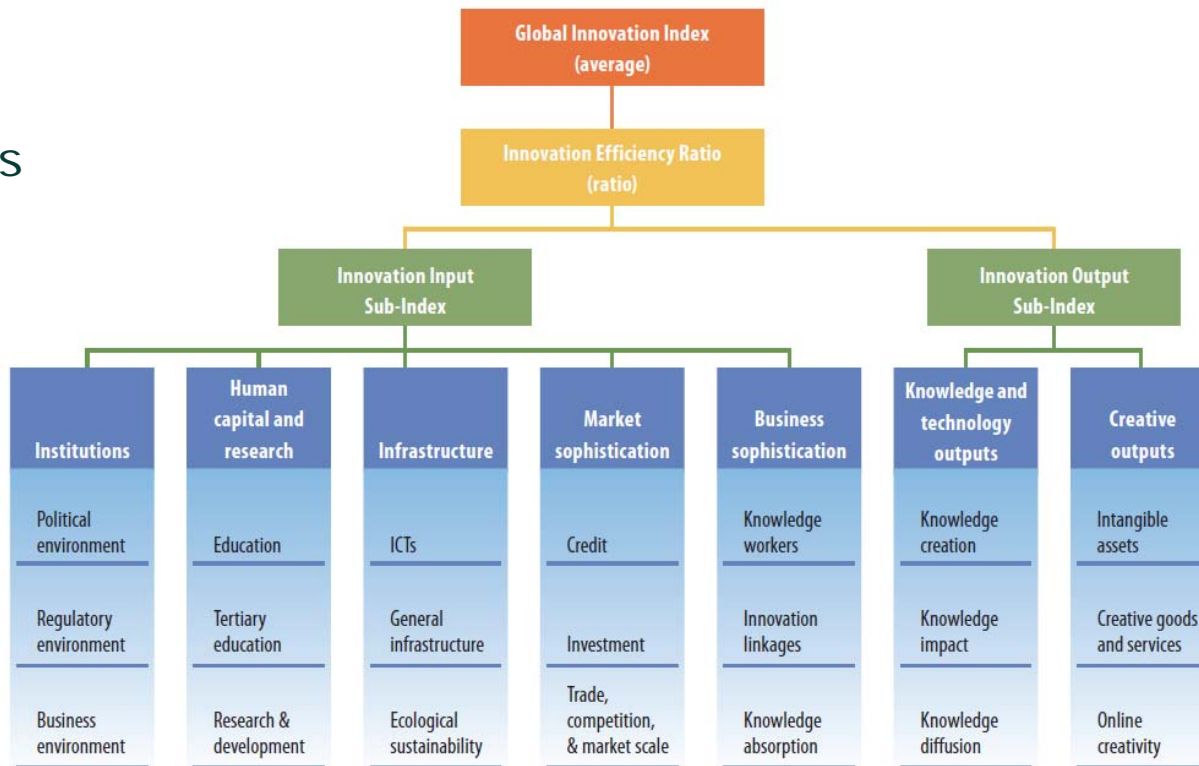 Global Innovation Index
(average)
s
Innovation Efficiency Ratio
(ratio)
Innovation Input
Sub-Index
Innovation Output
Sub-Index
Institutions
Human
capital and
research
Infrastructure
Market
sophistication
Business
sophistication
Knowledge and
technology
outputs
Creative
outputs
Political
environment
Education
ICTs
Credit
Knowledge
workers
Knowledge
creation
Intangible
assets
Regulatory
environment
Tertiary
education
General
infrastructure
Investment
Innovation
linkages
Knowledge
impact
Creative goods
and services
Business
environment
Research &
development
Ecological
sustainability
Trade,
competition,
& market scale
Knowledge
absorption
Knowledge
diffusion
Online
creativity